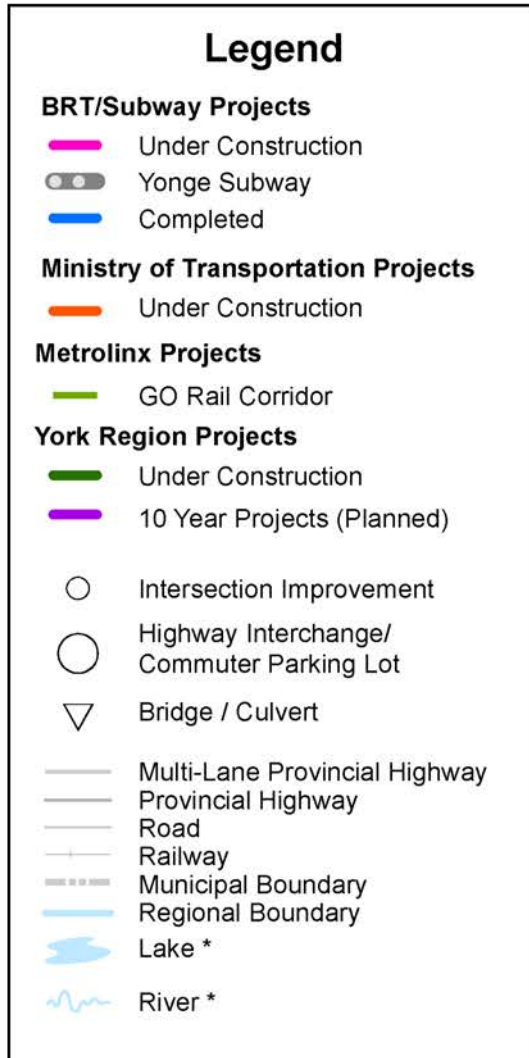 Legend
BRT/Subway Projects
Under Construction
Yonge Subway
Completed
Ministry of Transportation Projects
Under Construction
Metrolinx Projects
GO Rail Corridor
York Region Projects
Under Construction
10 Year Projects (Planned)
Intersection Improvement
Highway Interchange/
Commuter Parking Lot
Bridge / Culvert
Multi-Lane Provincial Highway
Provincial Highway
Road
Railway
Municipal Boundary
Regional Boundary
Lake *
River *